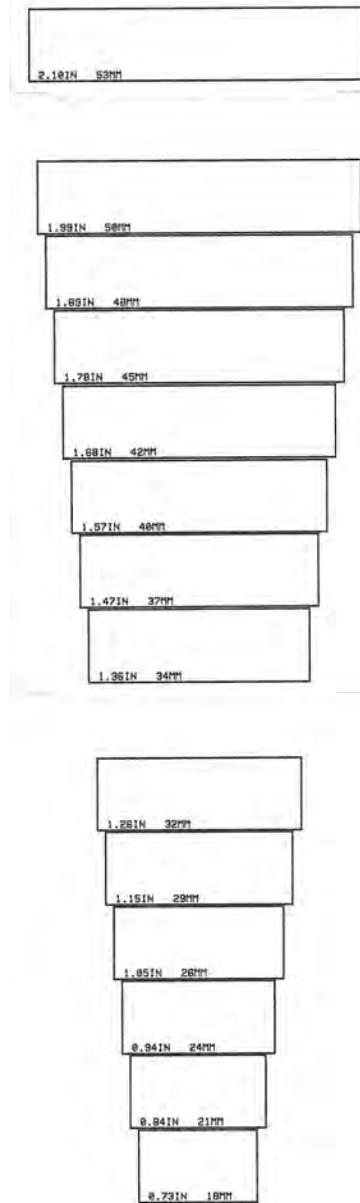 2.10IN 53MM
1.99IN 50MM
1.89IN 48MM
1.78IN 45MM
1.68IN 42MM
1.57IN 40MM
1.47IN 37MM
1.36IN 34MM
1.26IN 32MM
1.15IN 29MM
1.05IN 26MM
0.94IN 24MM
0.84IN 21MM
0.73IN 18MM